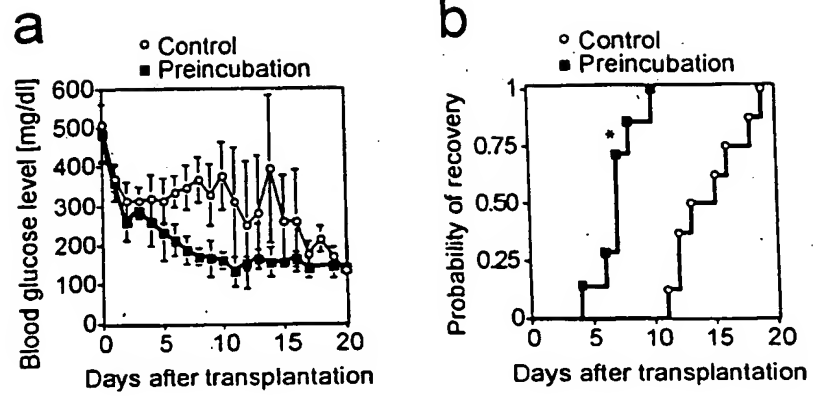 a
○ Control
■ Preincubation
Blood glucose level [mg/dl]
600
500
400
300
200
100
0
0 5 10 15 20
Days after transplantation
b
○ Control
■ Preincubation
Probability of recovery
1
0.75
0.50
0.25
0
*
0 5 10 15 20
Days after transplantation